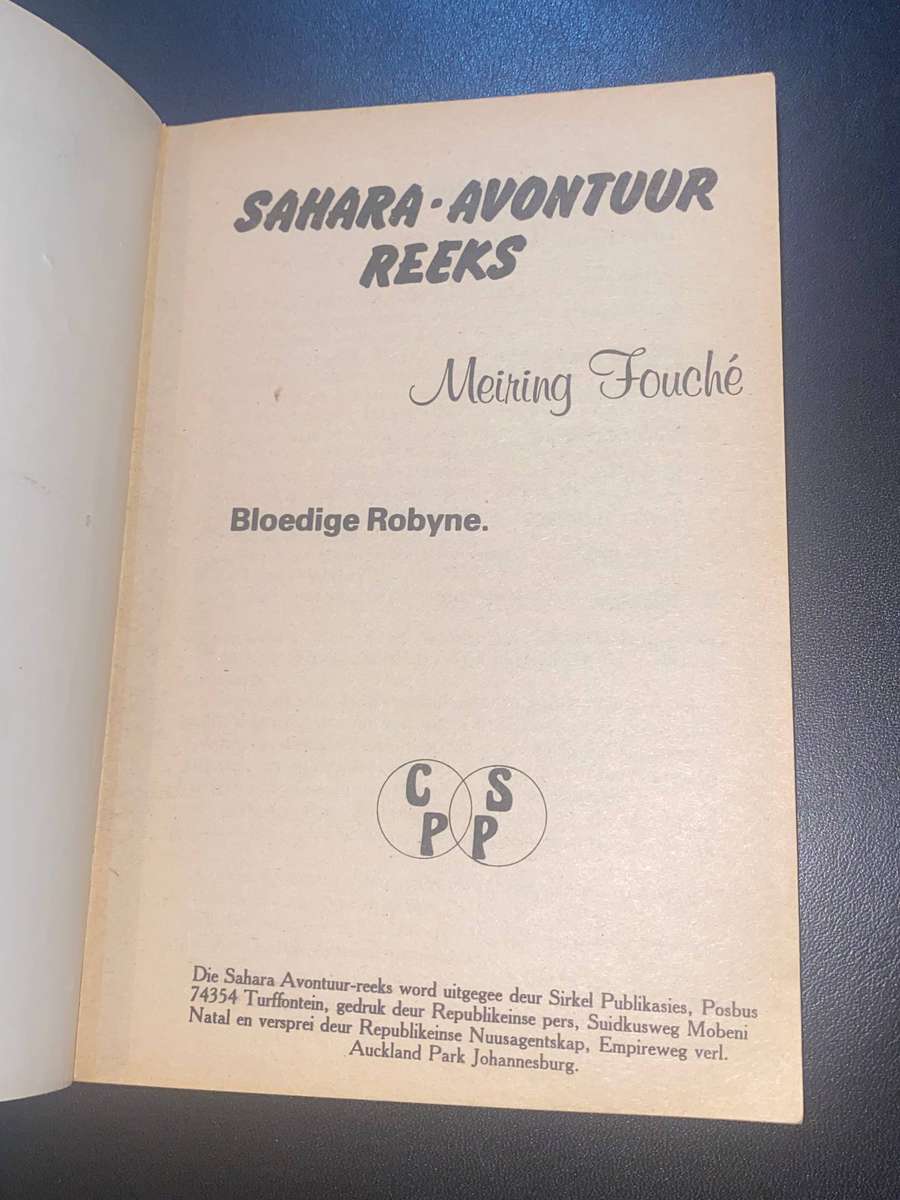 SAHARA-AVONTUUR
REEKS
Meiring Fouché
Bloedige Robyne.
C S
P P
Die Sahara Avontuur-reeks word uitgegee deur Sirkel Publikasies, Posbus
74354 Turffontein, gedruk deur Republikeinse pers, Suidkusweg Mobeni
Natal en versprei deur Republikeinse Nuusagentskap, Empireweg verl.
Auckland Park Johannesburg.